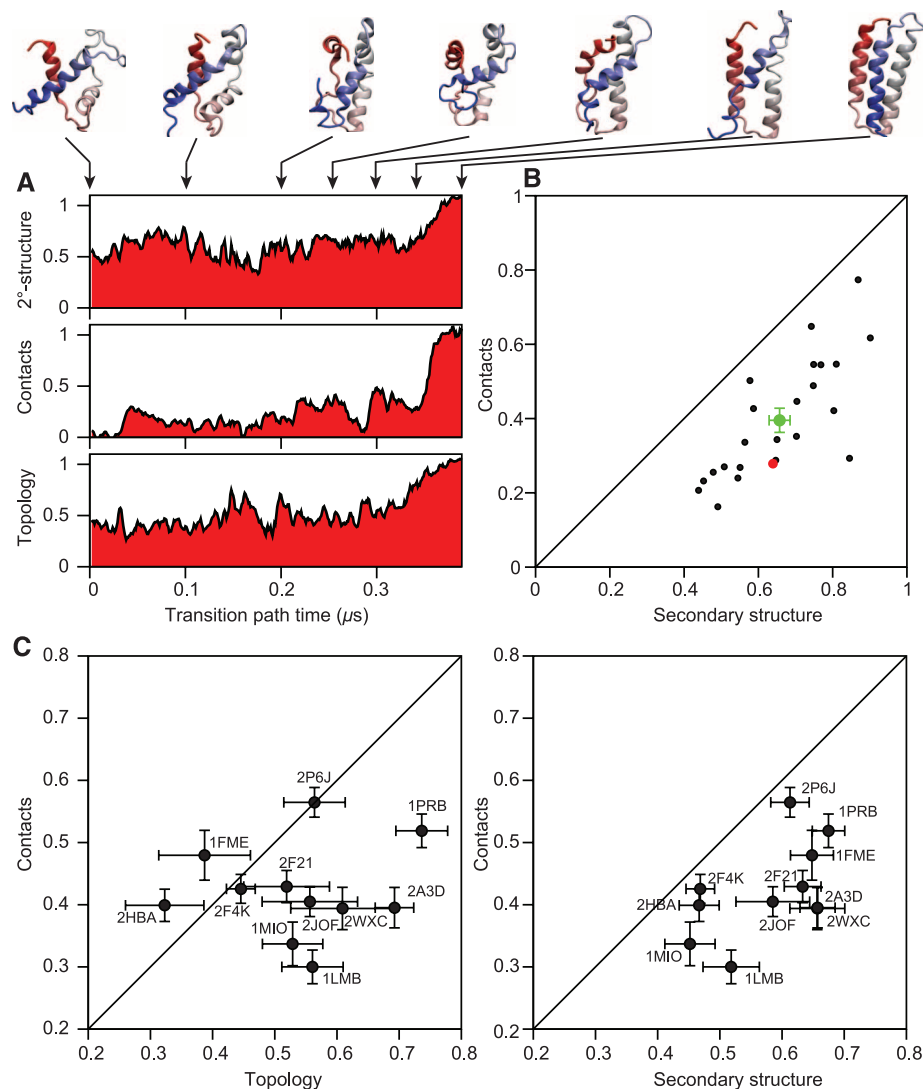 A
B
2°-structure
1
0.5
0
Contacts
1
0.5
0
Topology
1
0.5
0
0
0.1
0.2
0.3
Transition path time (µs)
Contacts
1
0.8
0.6
0.4
0.2
0
0
0.4
0.6
0.8
1
Secondary structure
C
Contacts
0.8
0.7
0.6
0.5
0.4
0.3
0.2
2P6J
1PRB
1FME
2F21
2F4K
2A3D
2HBA
2JOF
2WXC
1MIO
1LMB
0.2
0.3
0.4
0.5
0.6
0.7
0.8
Topology
Contacts
0.8
0.7
0.6
0.5
0.4
0.3
0.2
2P6J
1PRB
1FME
2F4K
2F21
2A3D
2HBA
2JOF
2WXC
1MIO
1LMB
0.2
0.3
0.4
0.5
0.6
0.7
0.8
Secondary structure